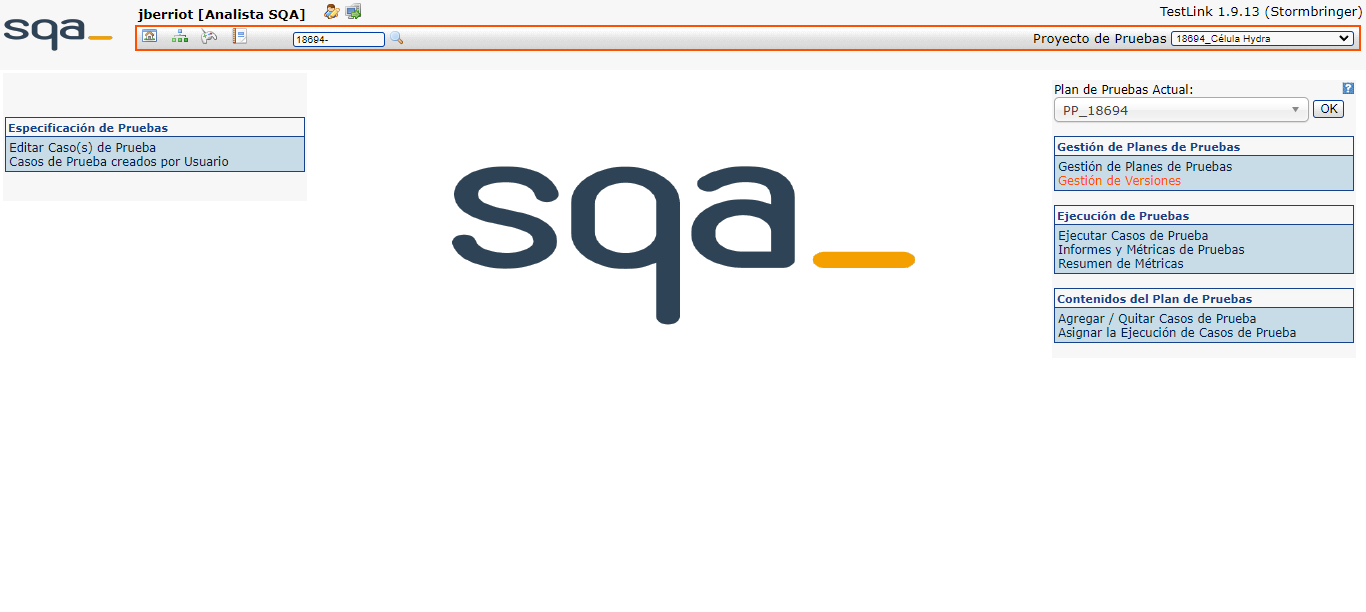 sqa_
jberriot [Analista SQA]
TestLink 1.9.13 (Stormbringer)
18694-
Proyecto de Pruebas 18694_Célula Hydra
Especificación de Pruebas
Editar Caso(s) de Prueba
Casos de Prueba creados por Usuario
sqa_
Plan de Pruebas Actual:
?
PP_18694
OK
Gestión de Planes de Pruebas
Gestión de Planes de Pruebas
Gestión de Versiones
Ejecución de Pruebas
Ejecutar Casos de Prueba
Informes y Métricas de Pruebas
Resumen de Métricas
Contenidos del Plan de Pruebas
Agregar / Quitar Casos de Prueba
Asignar la Ejecución de Casos de Prueba